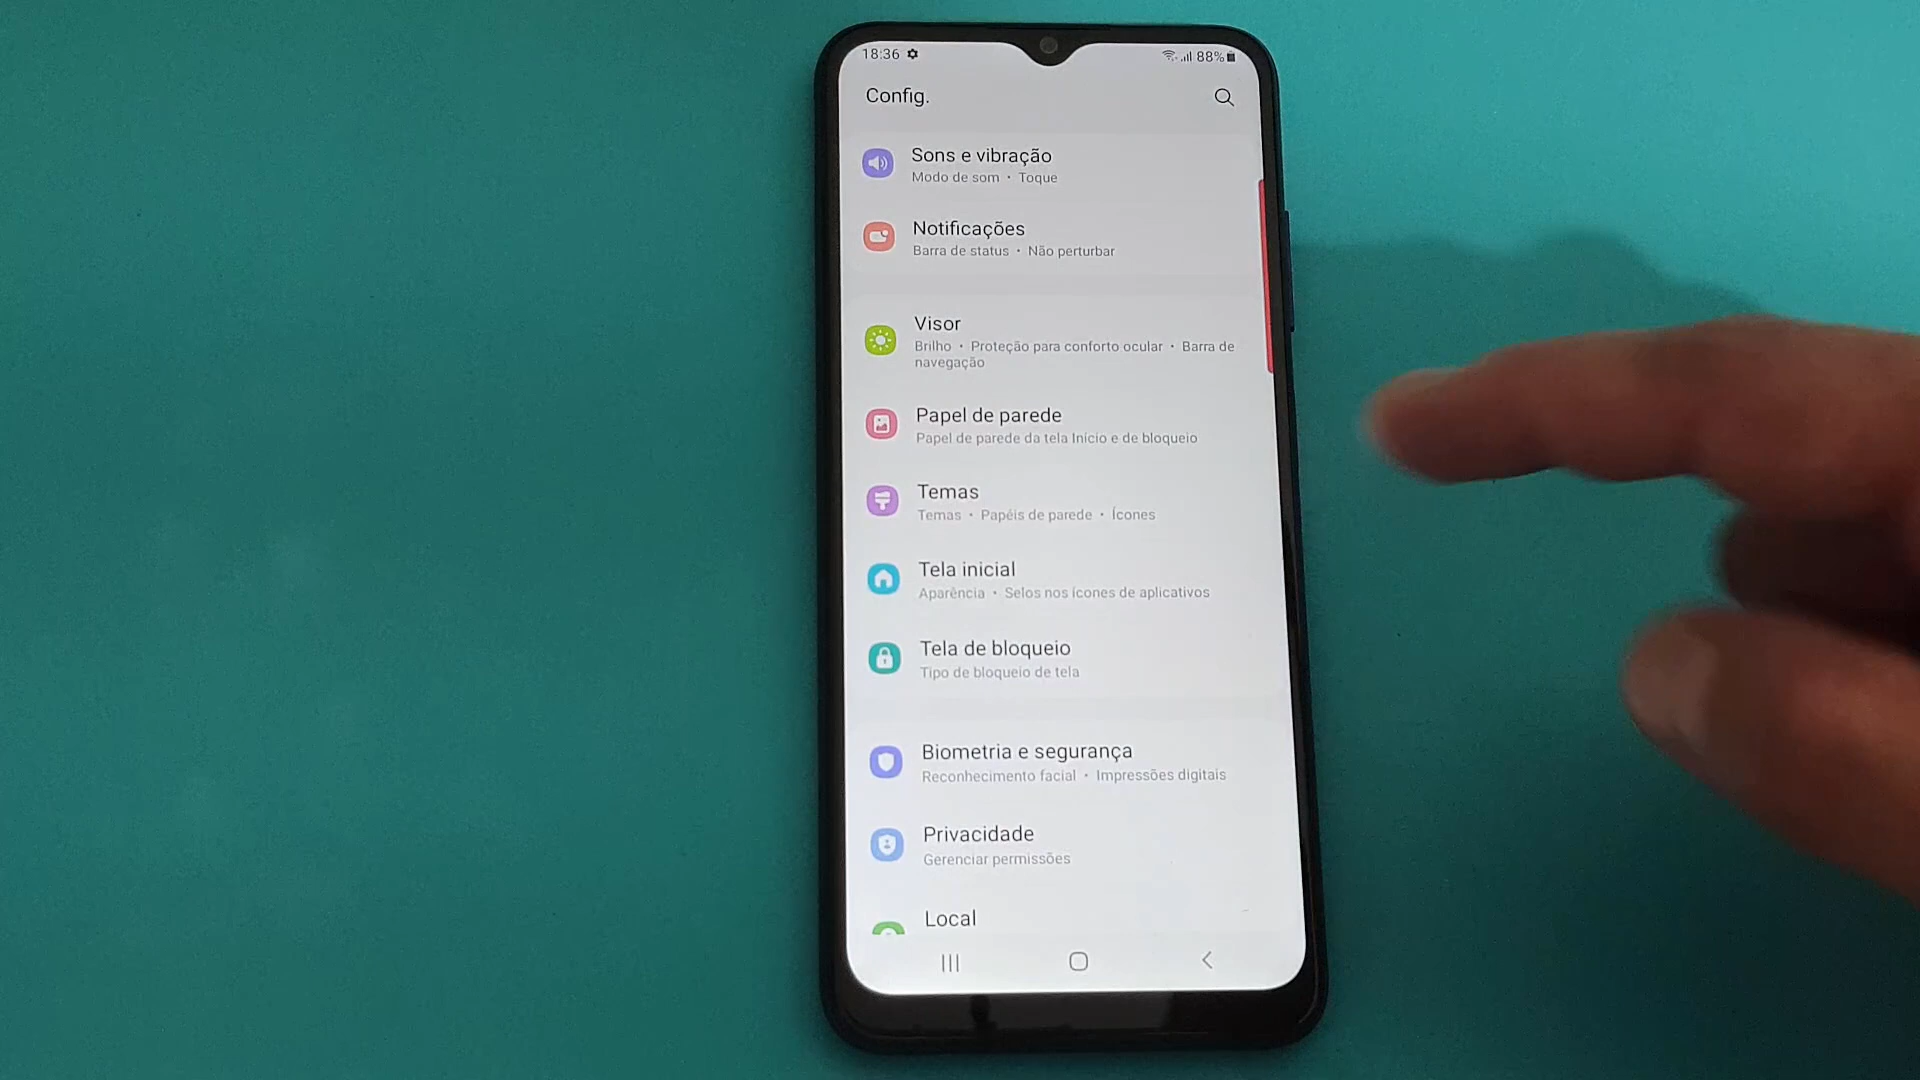 18:36
88%
Config.
Sons e vibração
Modo de som • Toque
Notificações
Barra de status • Não perturbar
Visor
Brilho • Proteção para conforto ocular • Barra de
navegação
Papel de parede
Papel de parede da tela Inicio e de bloqueio
Temas
Temas • Papéis de parede • Ícones
Tela inicial
Aparência • Selos nos ícones de aplicativos
Tela de bloqueio
Tipo de bloqueio de tela
Biometria e segurança
Reconhecimento facial • Impressões digitais
Privacidade
Gerenciar permissões
Local